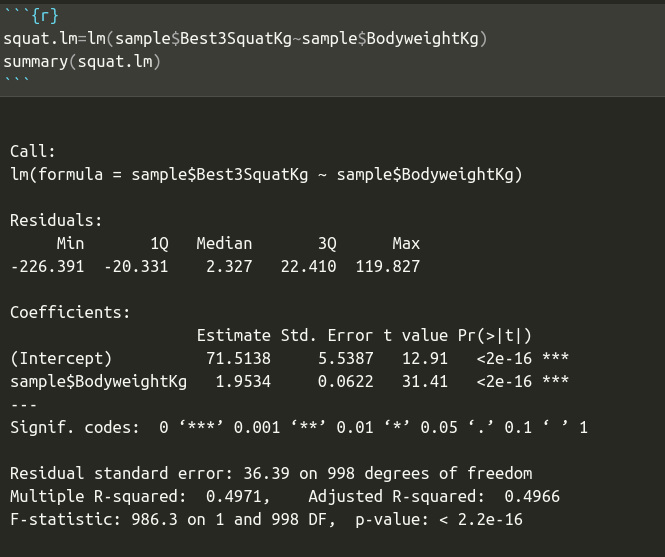 ```{r}
squat.lm=lm(sample$Best3SquatKg~sample$BodyweightKg)
summary(squat.lm)
```
Call:
lm(formula = sample$Best3SquatKg ~ sample$BodyweightKg)
Residuals:
     Min       1Q   Median       3Q      Max
-226.391  -20.331    2.327   22.410  119.827
Coefficients:
                    Estimate Std. Error t value Pr(>|t|)
(Intercept)          71.5138     5.5387   12.91   <2e-16 ***
sample$BodyweightKg   1.9534     0.0622   31.41   <2e-16 ***
---
Signif. codes:  0 ‘***’ 0.001 ‘**’ 0.01 ‘*’ 0.05 ‘.’ 0.1 ‘ ’ 1
Residual standard error: 36.39 on 998 degrees of freedom
Multiple R-squared:  0.4971,    Adjusted R-squared:  0.4966
F-statistic: 986.3 on 1 and 998 DF,  p-value: < 2.2e-16